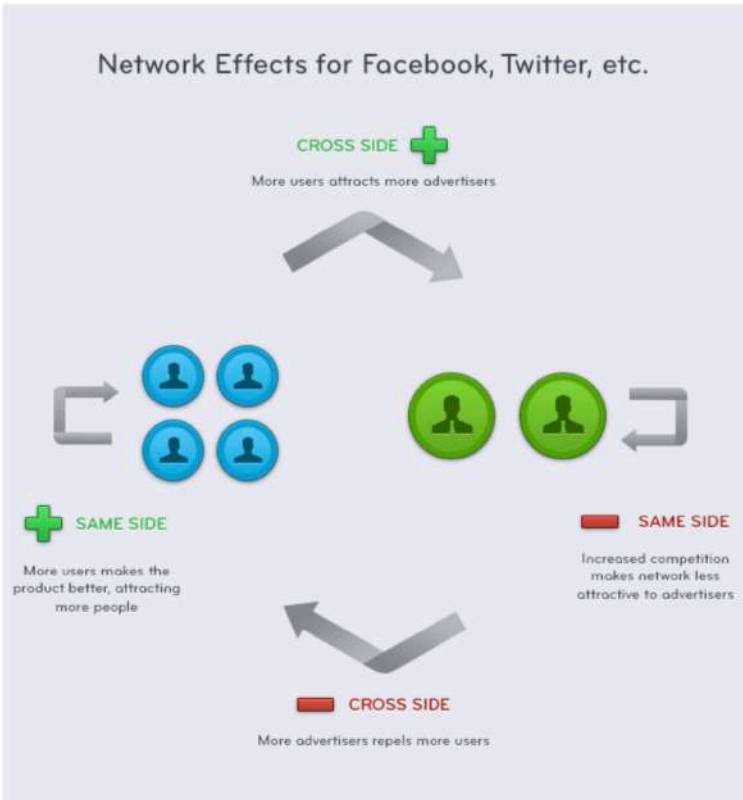 Network Effects for Facebook, Twitter, etc.
CROSS SIDE
More users attracts more advertisers
SAME SIDE
More users makes the
product better, attracting
more people
SAME SIDE
Increased competition
makes network less
attractive to advertisers
CROSS SIDE
More advertisers repels more users